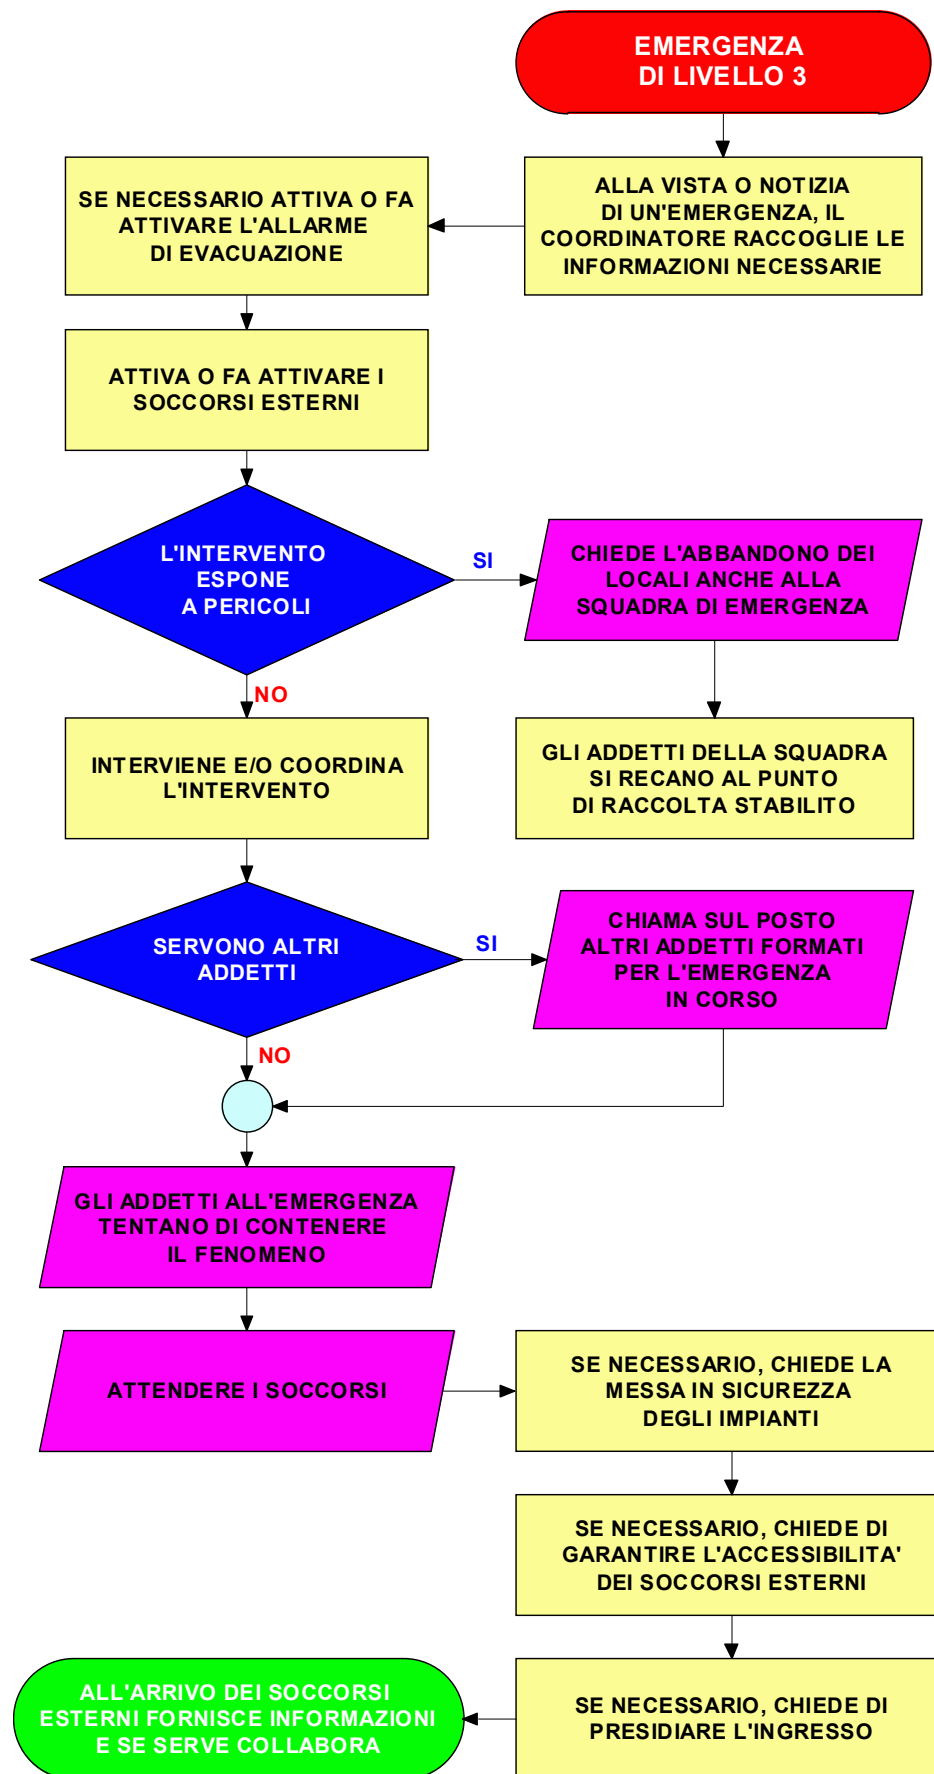 EMERGENZA
DI LIVELLO 3
ALLA VISTA O NOTIZIA
DI UN'EMERGENZA, IL
COORDINATORE RACCOGLIE LE
INFORMAZIONI NECESSARIE
SE NECESSARIO ATTIVA O FA
ATTIVARE L'ALLARME
DI EVACUAZIONE
ATTIVA O FA ATTIVARE I
SOCCORSI ESTERNI
L'INTERVENTO
ESPONE
A PERICOLI
SI
CHIEDE L'ABBANDONO DEI
LOCALI ANCHE ALLA
SQUADRA DI EMERGENZA
GLI ADDETTI DELLA SQUADRA
SI RECANO AL PUNTO
DI RACCOLTA STABILITO
NO
INTERVIENE E/O COORDINA
L'INTERVENTO
SERVONO ALTRI
ADDETTI
SI
CHIAMA SUL POSTO
ALTRI ADDETTI FORMATI
PER L'EMERGENZA
IN CORSO
NO
GLI ADDETTI ALL'EMERGENZA
TENTANO DI CONTENERE
IL FENOMENO
ATTENDERE I SOCCORSI
SE NECESSARIO, CHIEDE LA
MESSA IN SICUREZZA
DEGLI IMPIANTI
SE NECESSARIO, CHIEDE DI
GARANTIRE L'ACCESSIBILITA'
DEI SOCCORSI ESTERNI
SE NECESSARIO, CHIEDE DI
PRESIDIARE L'INGRESSO
ALL'ARRIVO DEI SOCCORSI
ESTERNI FORNISCE INFORMAZIONI
E SE SERVE COLLABORA